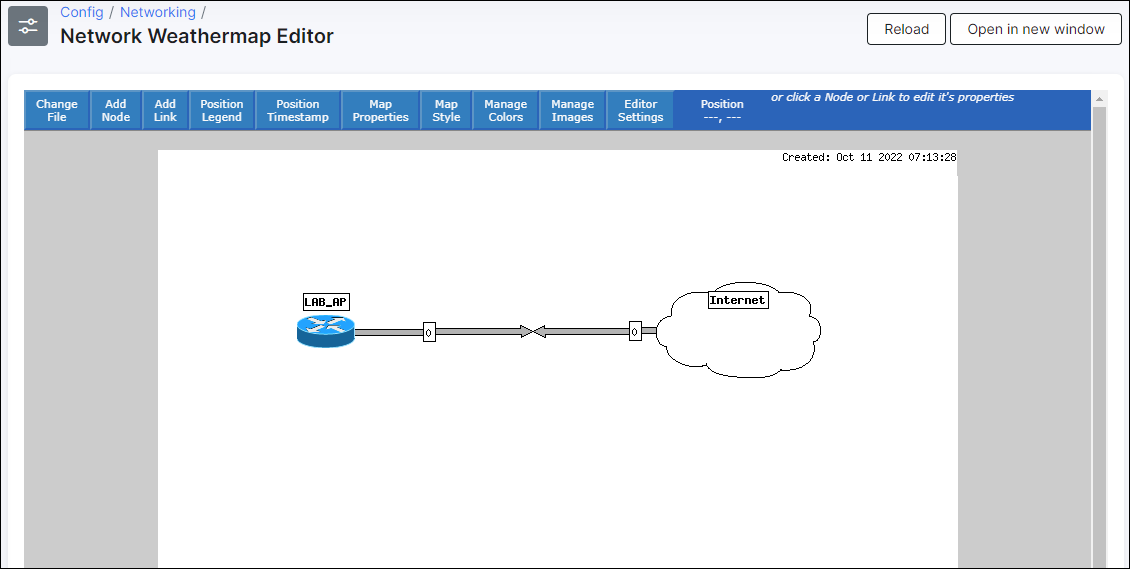 Config / Networking /
Network Weathermap Editor
Reload
Open in new window
Change
File
Add
Node
Add
Link
Position
Legend
Position
Timestamp
Map
Properties
Map
Style
Manage
Colors
Manage
Images
Editor
Settings
Position
---, ---
or click a Node or Link to edit it's properties
Created: Oct 11 2022 07:13:28
LAB_AP
Internet
0
0